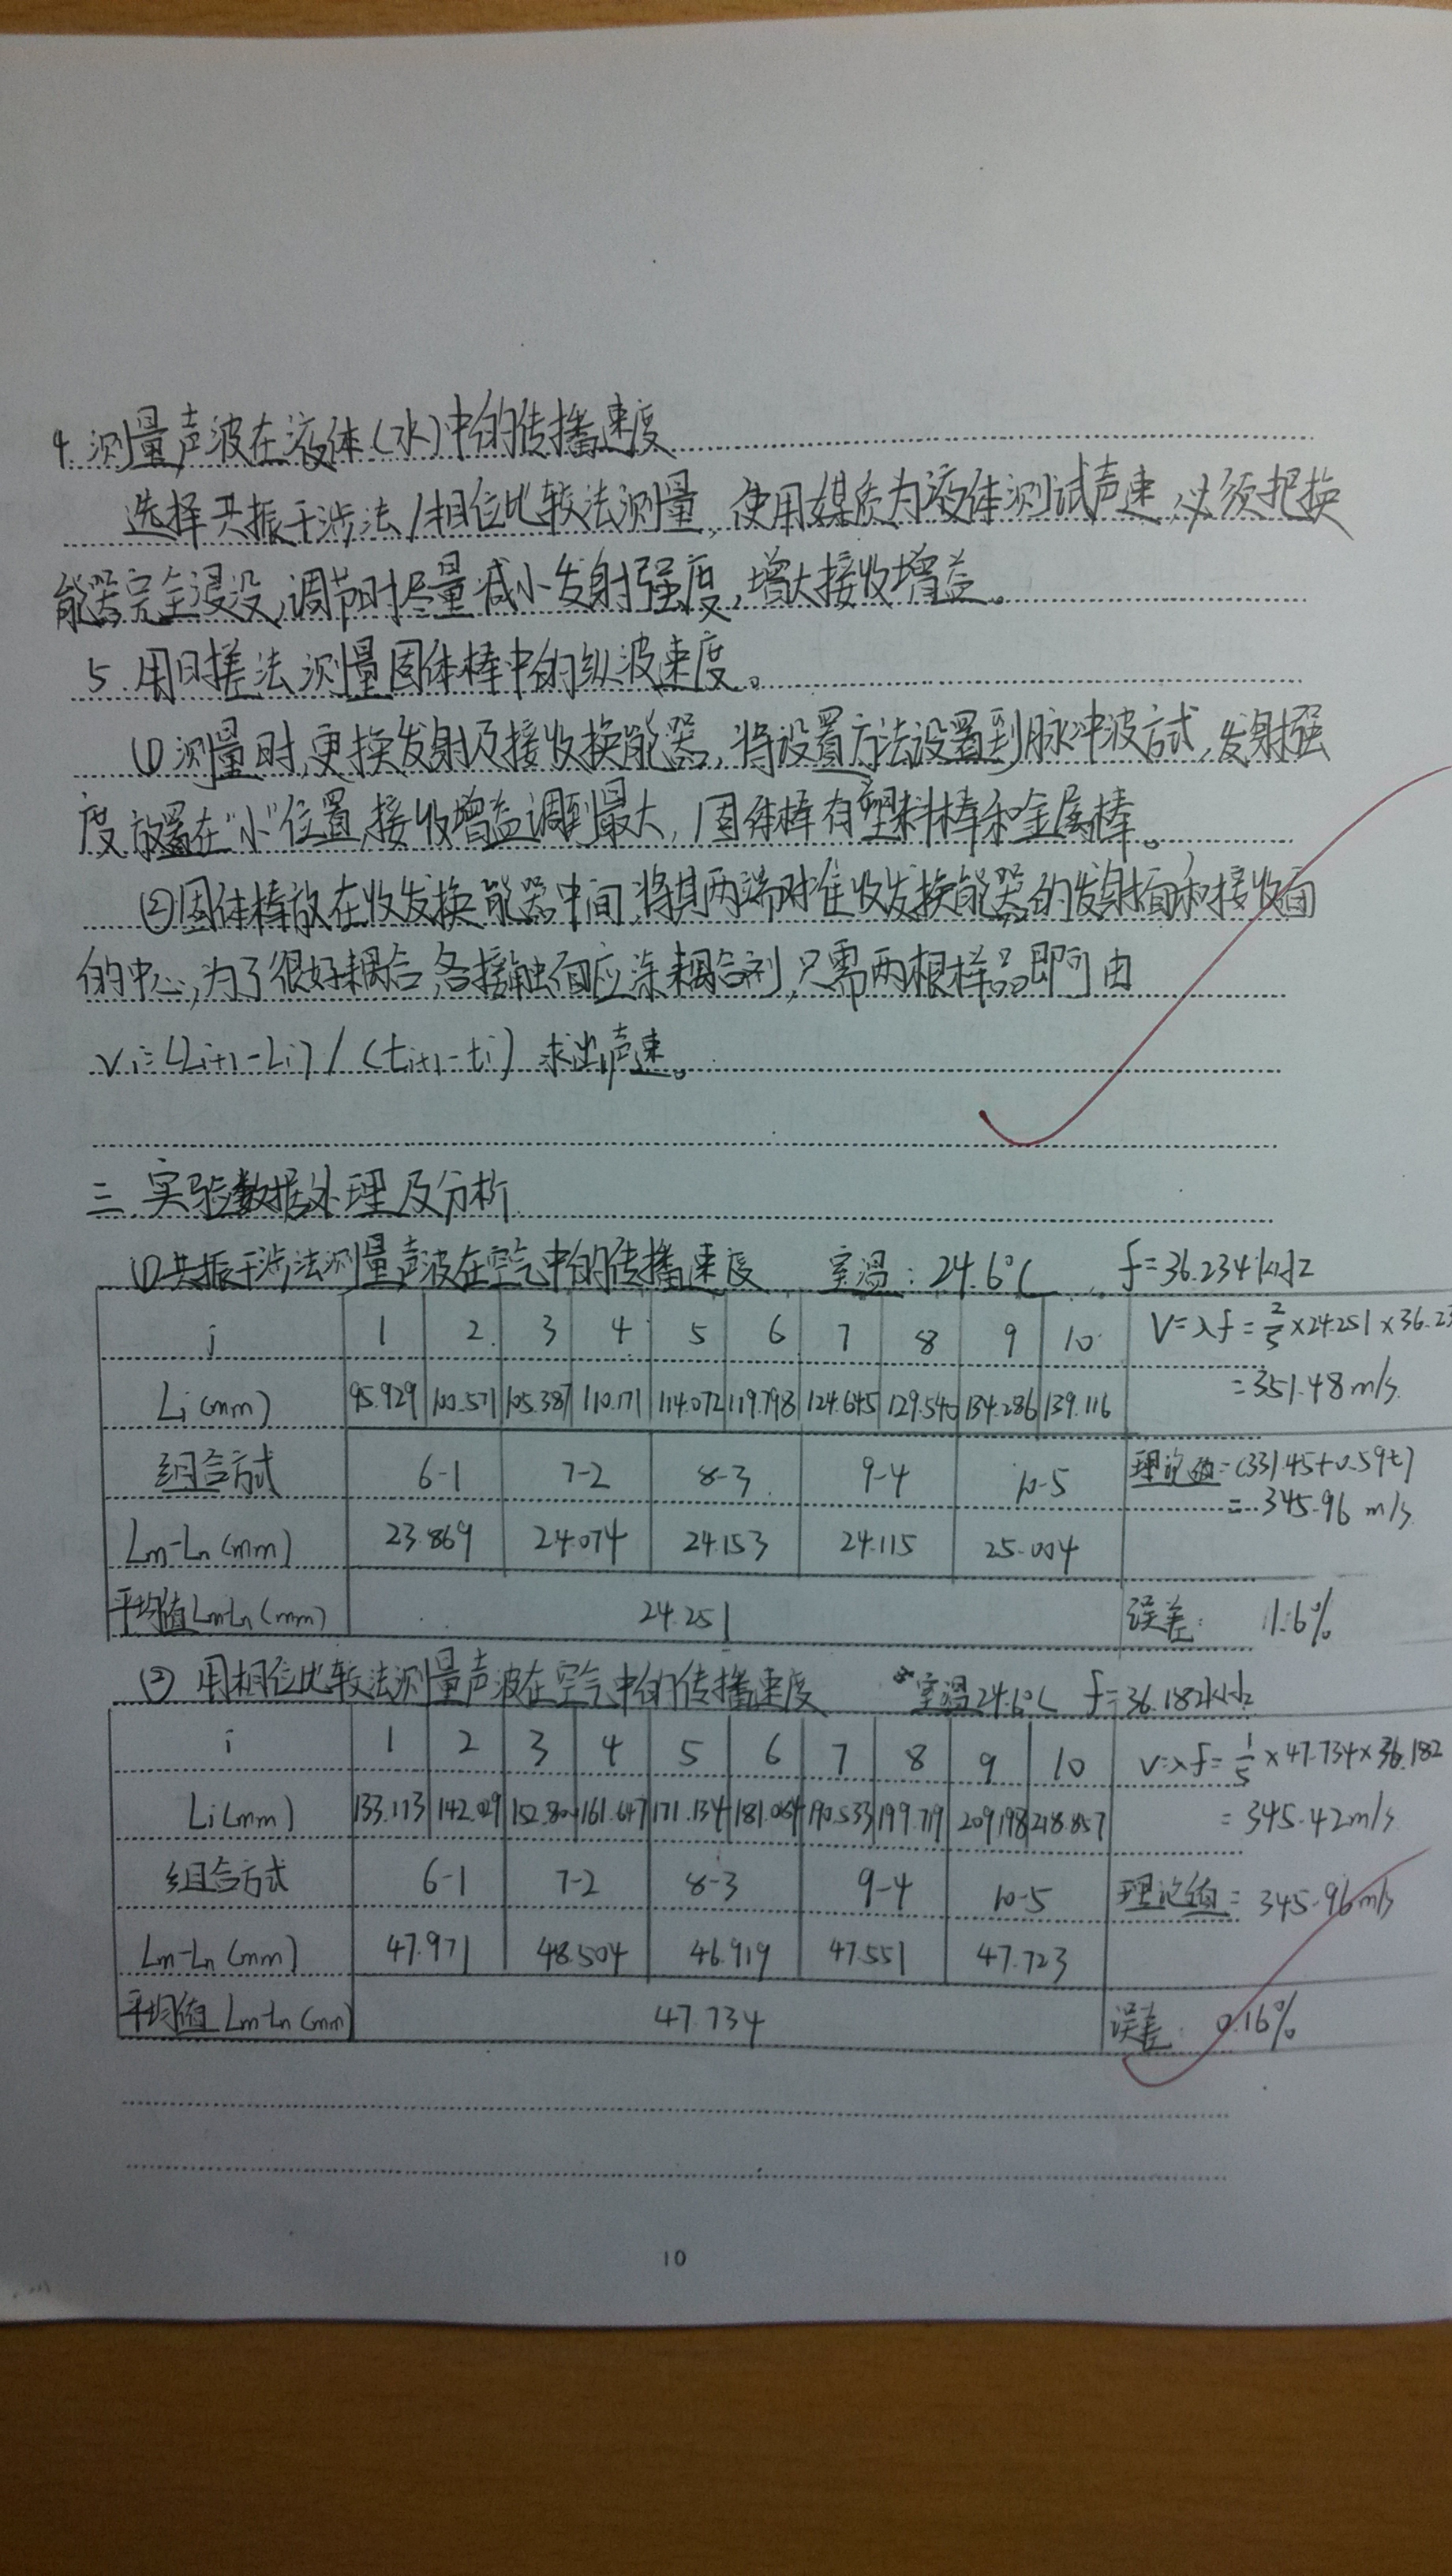 4. 测量声波在液体(水)中的传播速度
选择共振干涉法/相位比较法测量,使用媒质为液体测试声速,必须把换
能器完全浸没,调节时尽量减小发射强度,增大接收增益。
5. 用时差法测量固体棒中的纵波速度。
(1)测量时,更换发射及接收换能器,将设置方法设置到脉冲波方式,发射强
度放置在“小”位置,接收增益调到最大,固体棒有塑料棒和金属棒。
(2)固体棒放在收发换能器中间,将其两端对准收发换能器的发射面和接收面
的中心,为了很好耦合,各接触面应涂耦合剂,只需两根样品即可由
Vi=(Li+1-Li)/(ti+1-ti) 求出声速。
三. 实验数据处理及分析
(1)共振干涉法测量声波在空气中的传播速度 室温:24.6℃ f=36.234kHz
i 1 2 3 4 5 6 7 8 9 10 V=λf=2/5×24.251×36.23
Li(mm) 95.929 100.571 105.387 110.171 114.072 119.798 124.645 129.540 134.286 139.116 =351.48m/s
组合方式 6-1 7-2 8-3 9-4 10-5 理论值=(331.45+0.59t)
=345.96 m/s
Lm-Ln(mm) 23.869 24.074 24.153 24.115 25.004
平均值Lm-Ln(mm) 24.251 误差: 1.6%
(2) 用相位比较法测量声波在空气中的传播速度 室温24.6℃ f=36.182kHz
i 1 2 3 4 5 6 7 8 9 10 V=λf=1/5×47.734×36.182
Li(mm) 133.113 142.029 152.80 161.647 171.134 181.064 190.533 199.719 209.198 218.857 =345.42m/s
组合方式 6-1 7-2 8-3 9-4 10-5 理论值=345.96m/s
Lm-Ln(mm) 47.971 48.504 46.919 47.551 47.723
平均值Lm-Ln(mm) 47.734 误差: 0.16%
10